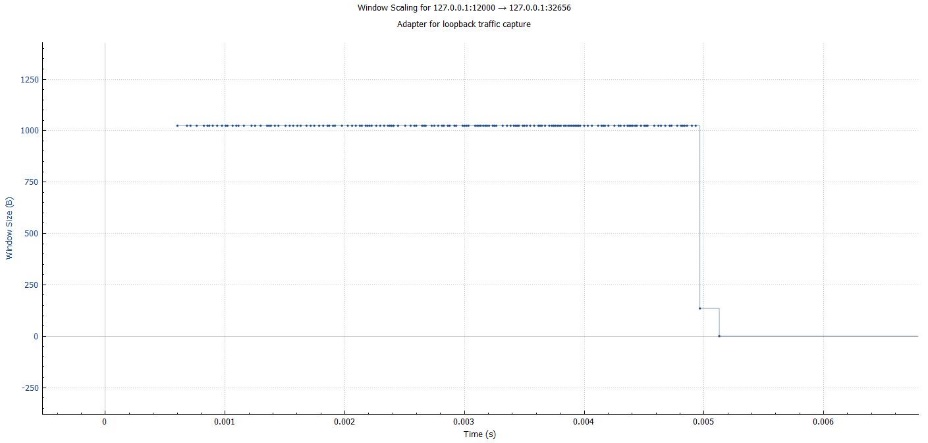 Window Scaling for 127.0.0.1:12000 → 127.0.0.1:32656
Adapter for loopback traffic capture
1250
1000
750
500
250
0
-250
Window Size (B)
0 0.001 0.002 0.003 0.004 0.005 0.006
Time (s)